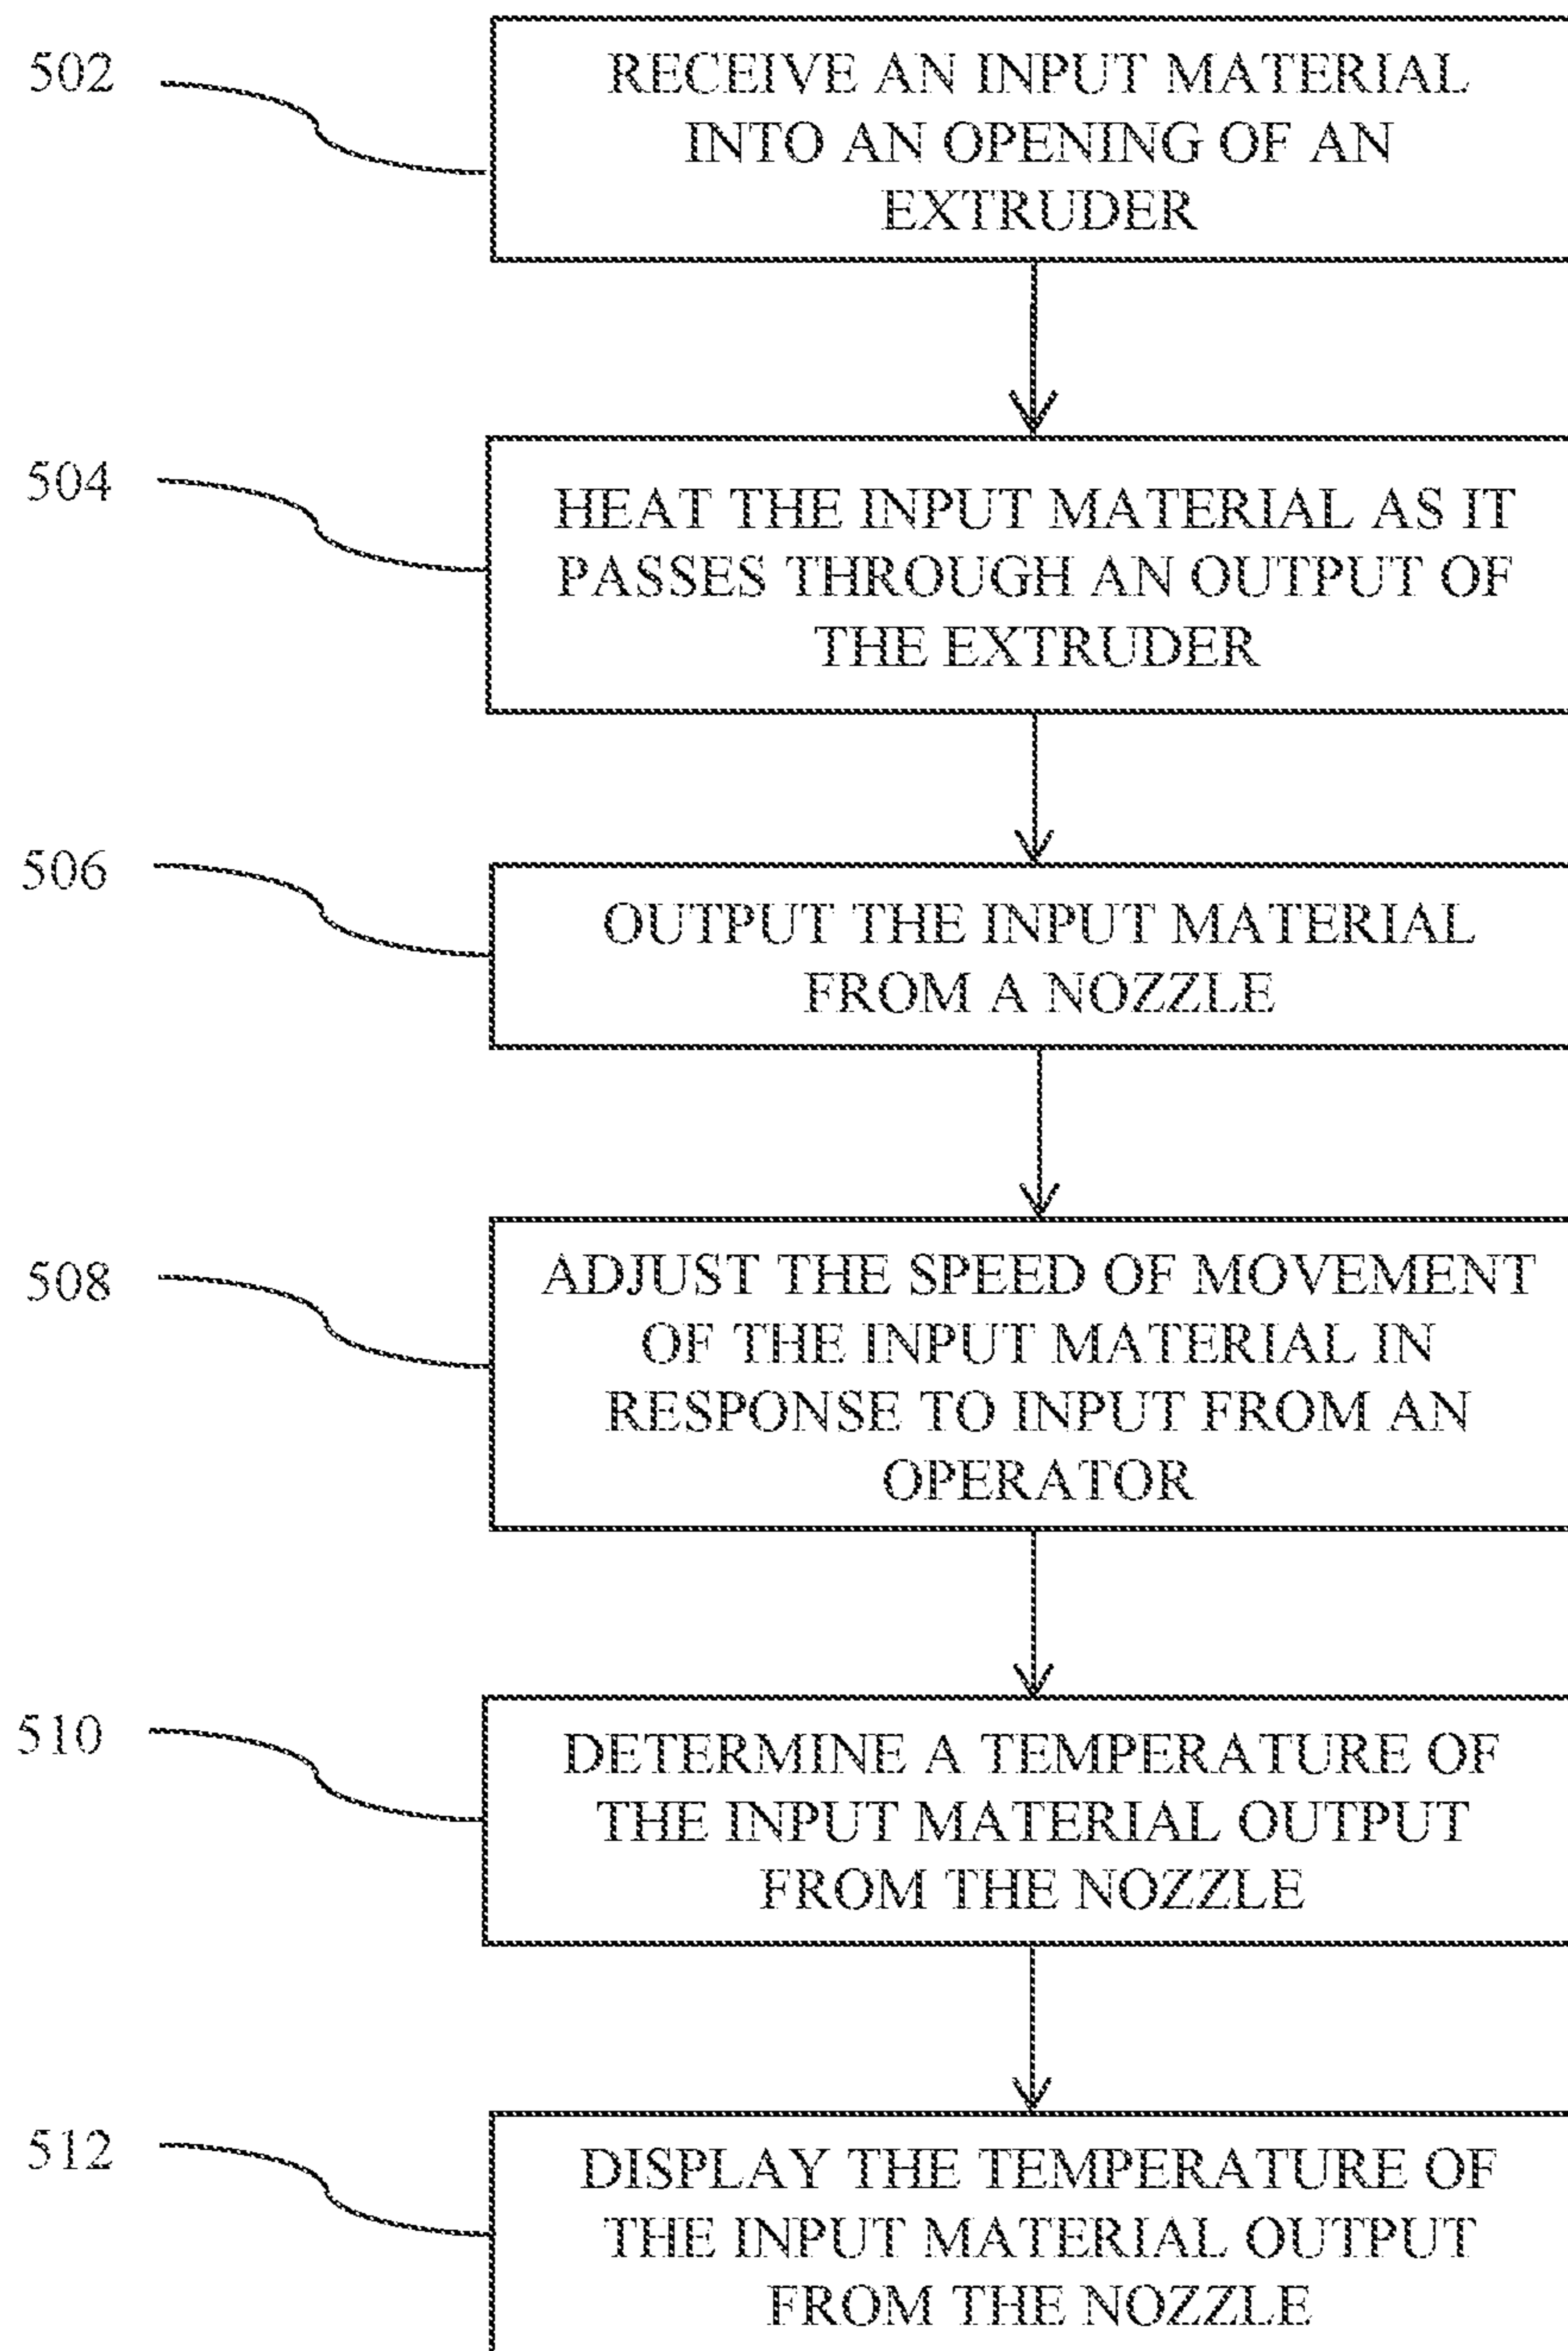 502
RECEIVE AN INPUT MATERIAL
INTO AN OPENING OF AN
EXTRUDER
504
HEAT THE INPUT MATERIAL AS IT
PASSES THROUGH AN OUTPUT OF
THE EXTRUDER
506
OUTPUT THE INPUT MATERIAL
FROM A NOZZLE
508
ADJUST THE SPEED OF MOVEMENT
OF THE INPUT MATERIAL IN
RESPONSE TO INPUT FROM AN
OPERATOR
510
DETERMINE A TEMPERATURE OF
THE INPUT MATERIAL OUTPUT
FROM THE NOZZLE
512
DISPLAY THE TEMPERATURE OF
THE INPUT MATERIAL OUTPUT
FROM THE NOZZLE